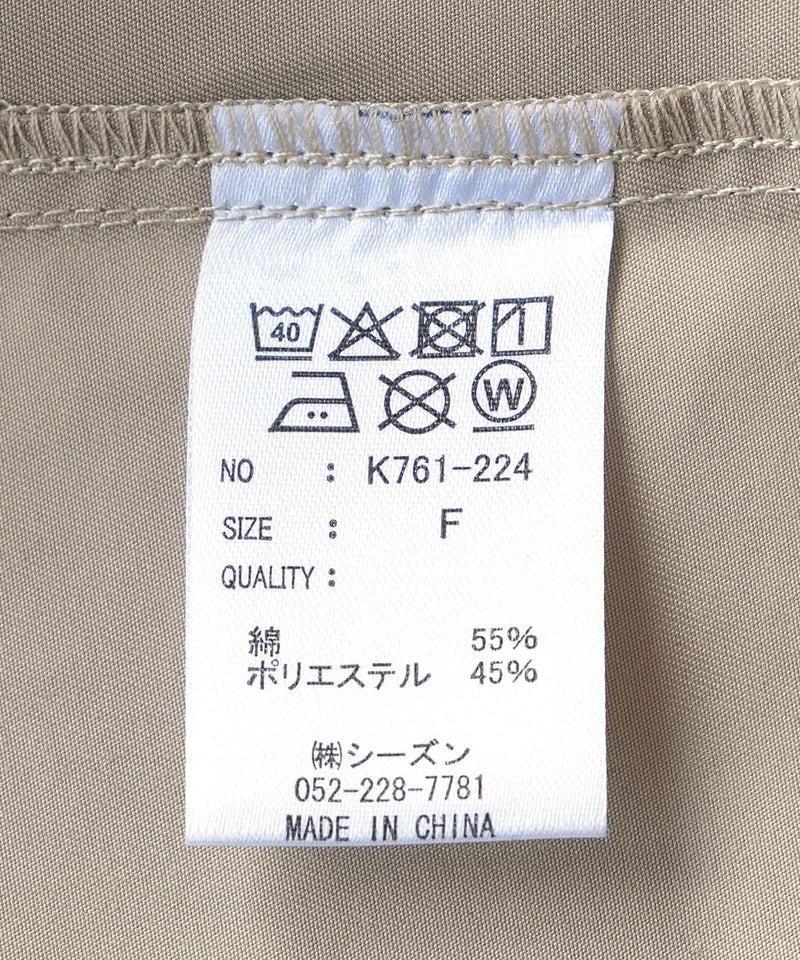 40
W
NO : K761-224
SIZE : F
QUALITY :
綿 55%
ポリエステル 45%
㈱シーズン
052-228-7781
MADE IN CHINA